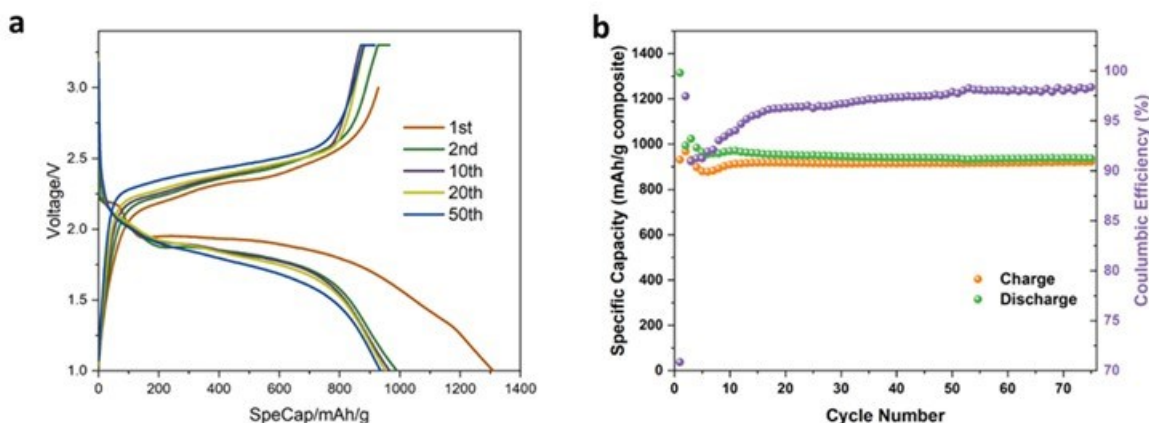 a
Voltage/V
3.0
2.5
2.0
1.5
1.0
0
200
400
600
800
1000
1200
1400
SpeCap/mAh/g
1st
2nd
10th
20th
50th
b
Specific Capacity (mAh/g composite)
1400
1200
1000
800
600
400
200
0
0
10
20
30
40
50
60
70
Cycle Number
Charge
Discharge
100
95
90
85
80
75
70
Coulumbic Efficiency (%)